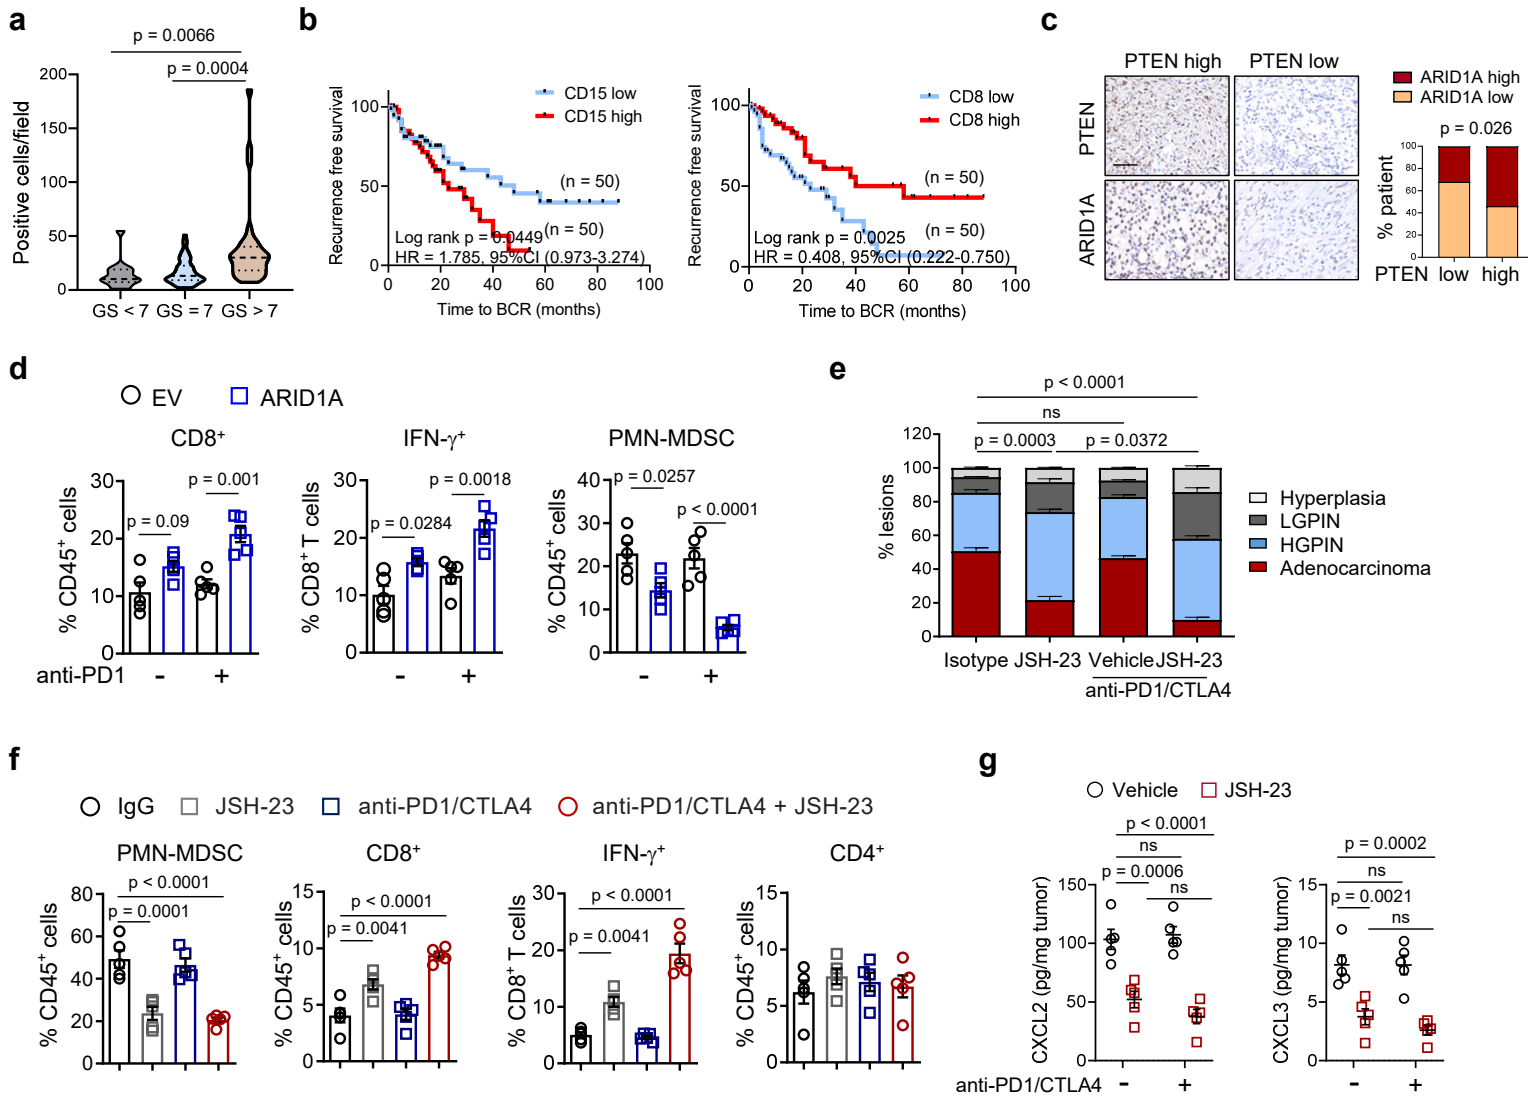 a
p = 0.0066
p = 0.0004
Positive cells/field
200
150
100
50
0
GS < 7
GS = 7
GS > 7
b
Recurrence free survival
100
50
0
CD15 low
CD15 high
(n = 50)
(n = 50)
Log rank p = 0.0449
HR = 1.785, 95%CI (0.973-3.274)
0
20
40
60
80
100
Time to BCR (months)
Recurrence free survival
100
50
0
CD8 low
CD8 high
(n = 50)
(n = 50)
Log rank p = 0.0025
HR = 0.408, 95%CI (0.222-0.750)
0
20
40
60
80
100
Time to BCR (months)
c
PTEN high
PTEN low
PTEN
ARID1A
ARID1A high
ARID1A low
p = 0.026
% patient
100
80
60
40
20
0
PTEN low high
d
EV
ARID1A
CD8⁺
% CD45⁺ cells
30
20
10
0
p = 0.09
p = 0.001
IFN-γ⁺
% CD8⁺ T cells
30
20
10
0
p = 0.0284
p = 0.0018
PMN-MDSC
% CD45⁺ cells
40
30
20
10
0
p = 0.0257
p < 0.0001
anti-PD1
-
+
-
+
-
+
e
p < 0.0001
ns
p = 0.0003
p = 0.0372
% lesions
120
100
80
60
40
20
0
Hyperplasia
LGPIN
HGPIN
Adenocarcinoma
Isotype
JSH-23
Vehicle
JSH-23
anti-PD1/CTLA4
f
IgG
JSH-23
anti-PD1/CTLA4
anti-PD1/CTLA4 + JSH-23
PMN-MDSC
% CD45⁺ cells
80
60
40
20
0
p < 0.0001
p = 0.0001
CD8⁺
% CD45⁺ cells
15
10
5
0
p < 0.0001
p = 0.0041
IFN-γ⁺
% CD8⁺ T cells
30
20
10
0
p < 0.0001
p = 0.0041
CD4⁺
% CD45⁺ cells
15
10
5
0
g
Vehicle
JSH-23
p < 0.0001
ns
p = 0.0006
ns
CXCL2 (pg/mg tumor)
150
100
50
0
p = 0.0002
ns
p = 0.0021
ns
CXCL3 (pg/mg tumor)
15
10
5
0
anti-PD1/CTLA4
-
+
-
+